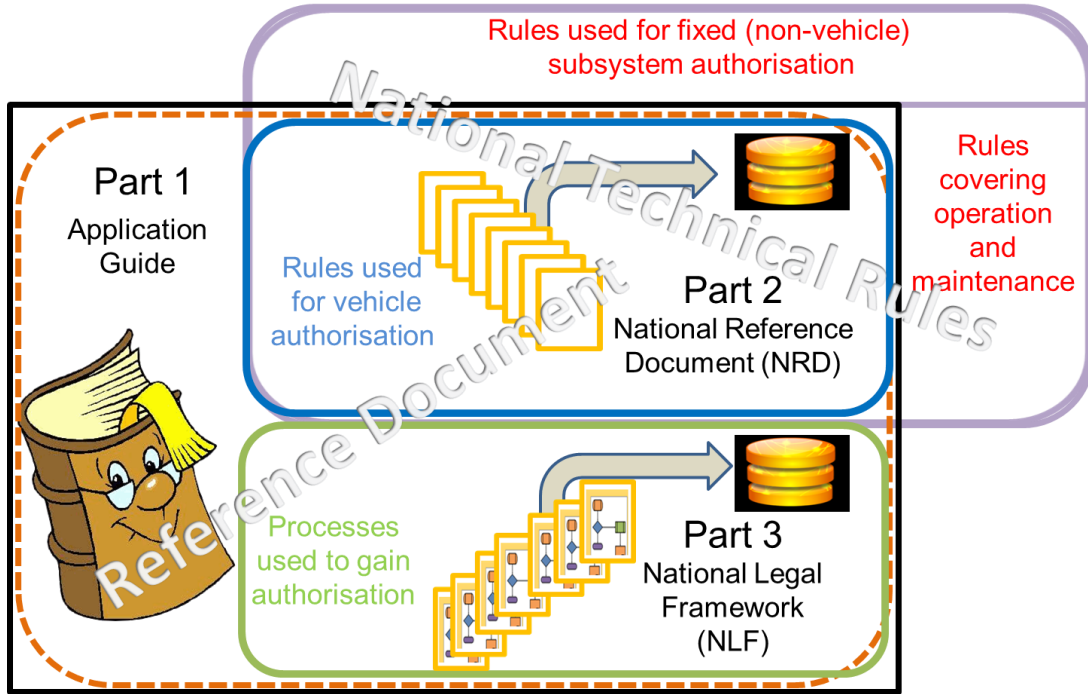 Rules used for fixed (non-vehicle)
subsystem authorisation
National Technical Rules
Part 1
Application
Guide
Rules
covering
operation
and
maintenance
Rules used
for vehicle
authorisation
Part 2
National Reference
Document (NRD)
Reference Document
Processes
used to gain
authorisation
Part 3
National Legal
Framework
(NLF)